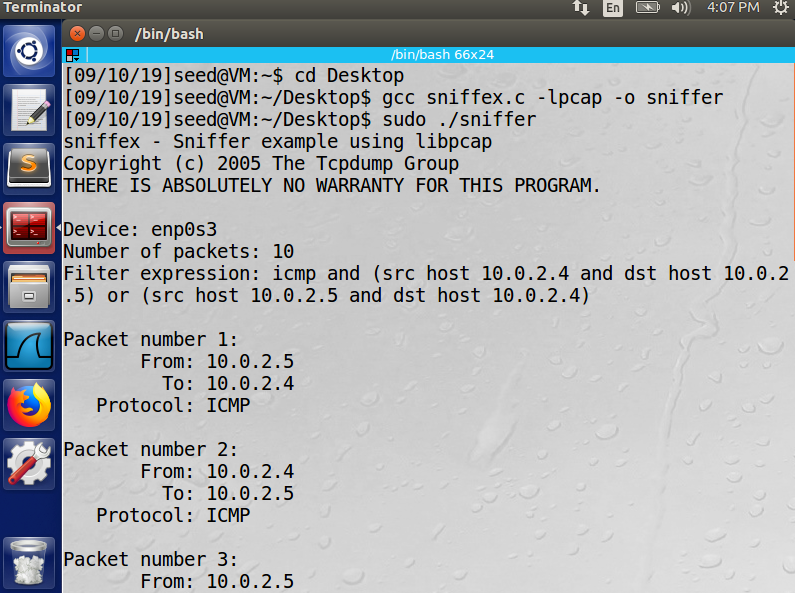 Terminator
En
4:07 PM
/bin/bash
/bin/bash 66x24
[09/10/19]seed@VM:~$ cd Desktop
[09/10/19]seed@VM:~/Desktop$ gcc sniffex.c -lpcap -o sniffer
[09/10/19]seed@VM:~/Desktop$ sudo ./sniffer
sniffex - Sniffer example using libpcap
Copyright (c) 2005 The Tcpdump Group
THERE IS ABSOLUTELY NO WARRANTY FOR THIS PROGRAM.
Device: enp0s3
Number of packets: 10
Filter expression: icmp and (src host 10.0.2.4 and dst host 10.0.2
.5) or (src host 10.0.2.5 and dst host 10.0.2.4)
Packet number 1:
From: 10.0.2.5
To: 10.0.2.4
Protocol: ICMP
Packet number 2:
From: 10.0.2.4
To: 10.0.2.5
Protocol: ICMP
Packet number 3:
From: 10.0.2.5